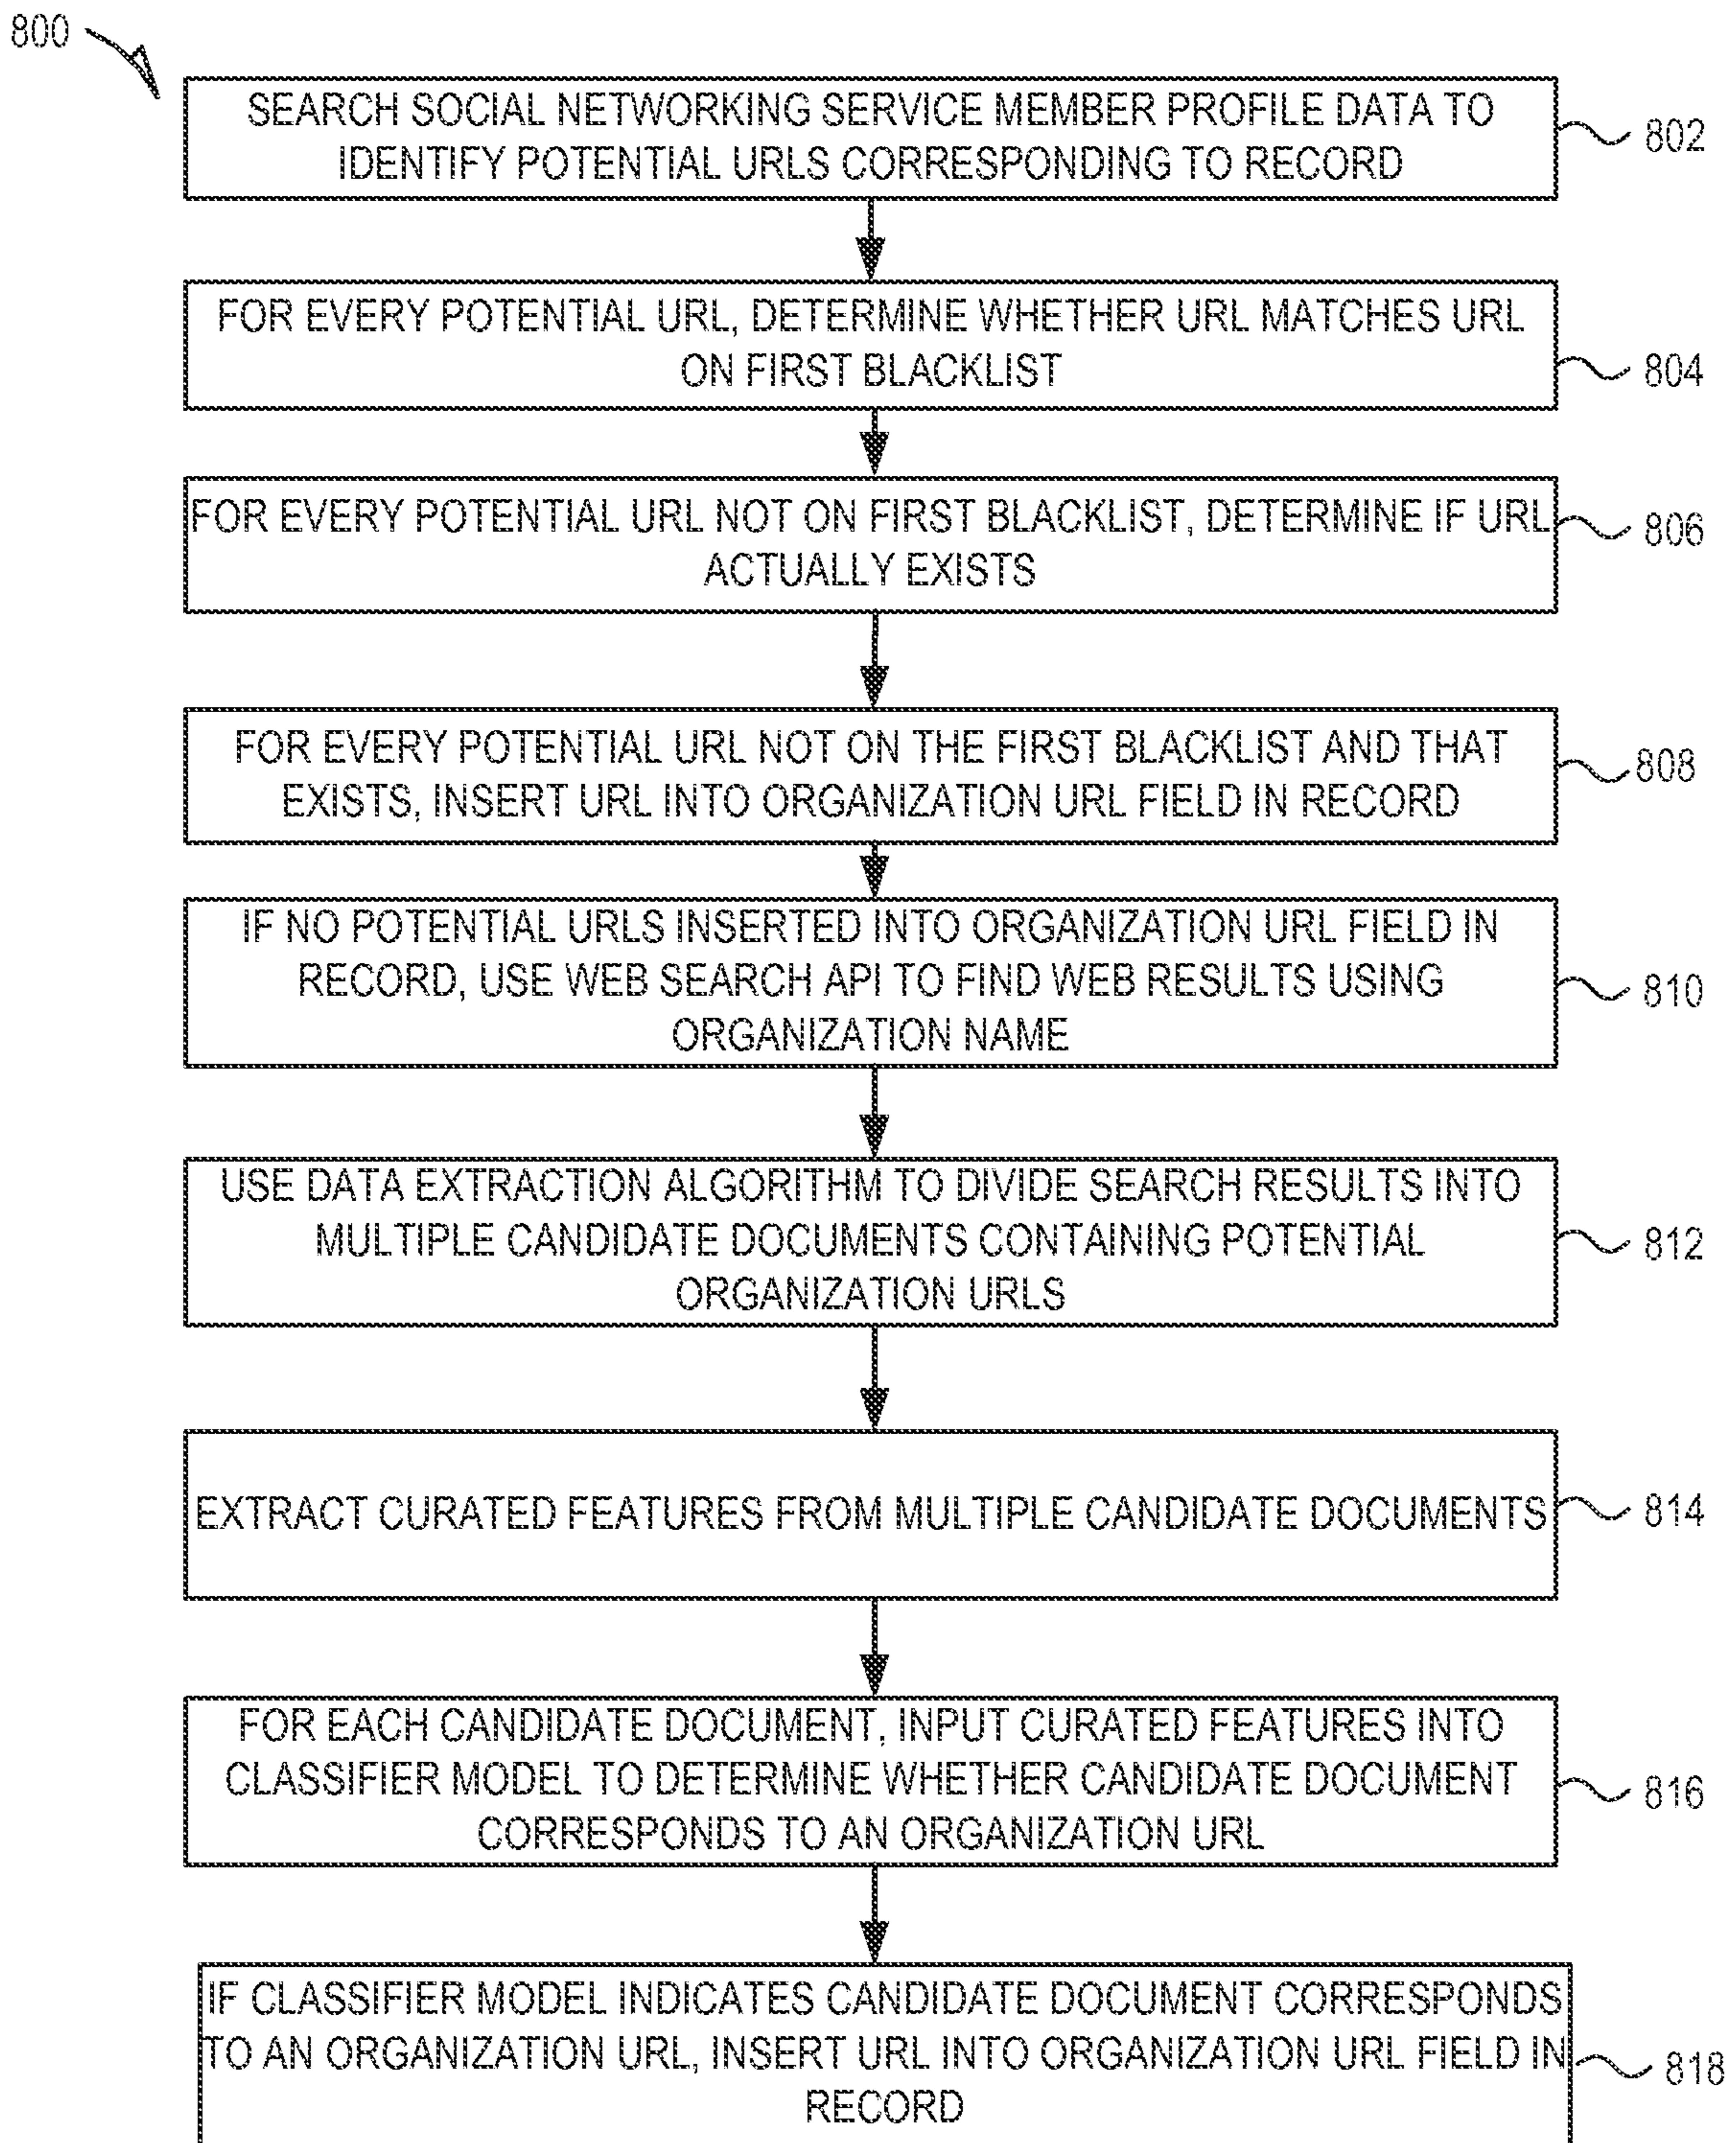 800
SEARCH SOCIAL NETWORKING SERVICE MEMBER PROFILE DATA TO
IDENTIFY POTENTIAL URLS CORRESPONDING TO RECORD
802
FOR EVERY POTENTIAL URL, DETERMINE WHETHER URL MATCHES URL
ON FIRST BLACKLIST
804
FOR EVERY POTENTIAL URL NOT ON FIRST BLACKLIST, DETERMINE IF URL
ACTUALLY EXISTS
806
FOR EVERY POTENTIAL URL NOT ON THE FIRST BLACKLIST AND THAT
EXISTS, INSERT URL INTO ORGANIZATION URL FIELD IN RECORD
808
IF NO POTENTIAL URLS INSERTED INTO ORGANIZATION URL FIELD IN
RECORD, USE WEB SEARCH API TO FIND WEB RESULTS USING
ORGANIZATION NAME
810
USE DATA EXTRACTION ALGORITHM TO DIVIDE SEARCH RESULTS INTO
MULTIPLE CANDIDATE DOCUMENTS CONTAINING POTENTIAL
ORGANIZATION URLS
812
EXTRACT CURATED FEATURES FROM MULTIPLE CANDIDATE DOCUMENTS
814
FOR EACH CANDIDATE DOCUMENT, INPUT CURATED FEATURES INTO
CLASSIFIER MODEL TO DETERMINE WHETHER CANDIDATE DOCUMENT
CORRESPONDS TO AN ORGANIZATION URL
816
IF CLASSIFIER MODEL INDICATES CANDIDATE DOCUMENT CORRESPONDS
TO AN ORGANIZATION URL, INSERT URL INTO ORGANIZATION URL FIELD IN
RECORD
818